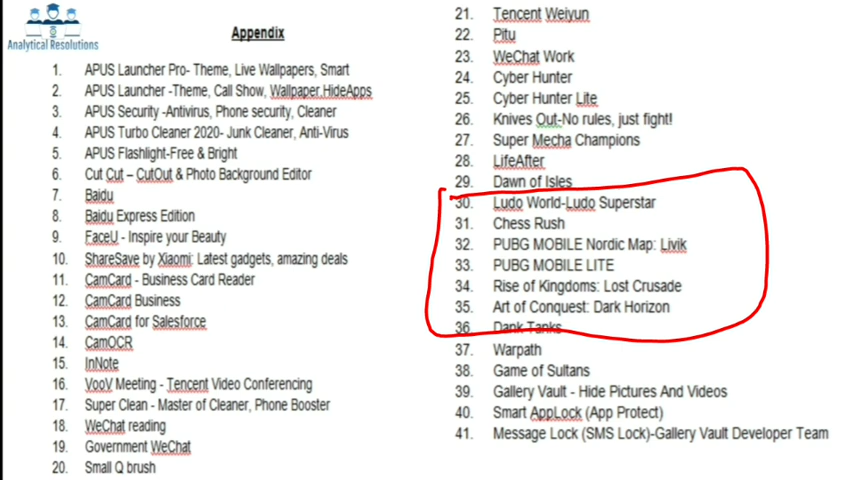 Analytical Resolutions
Appendix
1. APUS Launcher Pro- Theme, Live Wallpapers, Smart
2. APUS Launcher -Theme, Call Show, Wallpaper.HideApps
3. APUS Security -Antivirus, Phone security, Cleaner
4. APUS Turbo Cleaner 2020- Junk Cleaner, Anti-Virus
5. APUS Flashlight-Free & Bright
6. Cut Cut – CutOut & Photo Background Editor
7. Baidu
8. Baidu Express Edition
9. FaceU - Inspire your Beauty
10. ShareSave by Xiaomi: Latest gadgets, amazing deals
11. CamCard - Business Card Reader
12. CamCard Business
13. CamCard for Salesforce
14. CamOCR
15. InNote
16. VooV Meeting - Tencent Video Conferencing
17. Super Clean - Master of Cleaner, Phone Booster
18. WeChat reading
19. Government WeChat
20. Small Q brush
21. Tencent Weiyun
22. Pitu
23. WeChat Work
24. Cyber Hunter
25. Cyber Hunter Lite
26. Knives Out-No rules, just fight!
27. Super Mecha Champions
28. LifeAfter
29. Dawn of Isles
30. Ludo World-Ludo Superstar
31. Chess Rush
32. PUBG MOBILE Nordic Map: Livik
33. PUBG MOBILE LITE
34. Rise of Kingdoms: Lost Crusade
35. Art of Conquest: Dark Horizon
36. Dank Tanks
37. Warpath
38. Game of Sultans
39. Gallery Vault - Hide Pictures And Videos
40. Smart AppLock (App Protect)
41. Message Lock (SMS Lock)-Gallery Vault Developer Team